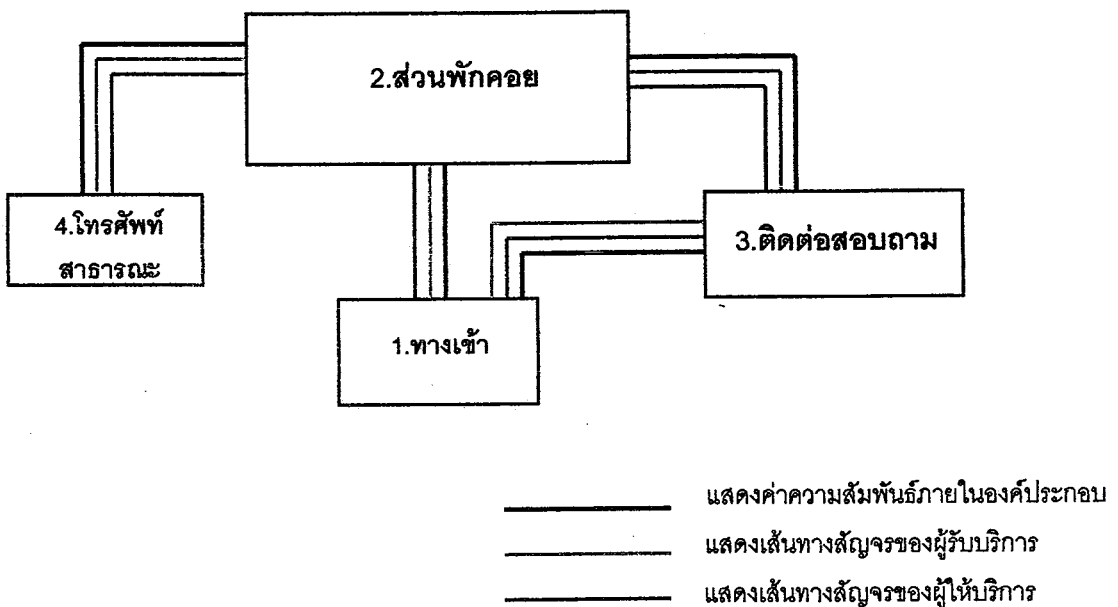 2.ส่วนพักคอย
4.โทรศัพท์
สาธารณะ
3.ติดต่อสอบถาม
1.ทางเข้า
แสดงค่าความสัมพันธ์ภายในองค์ประกอบ
แสดงเส้นทางสัญจรของผู้รับบริการ
แสดงเส้นทางสัญจรของผู้ให้บริการ